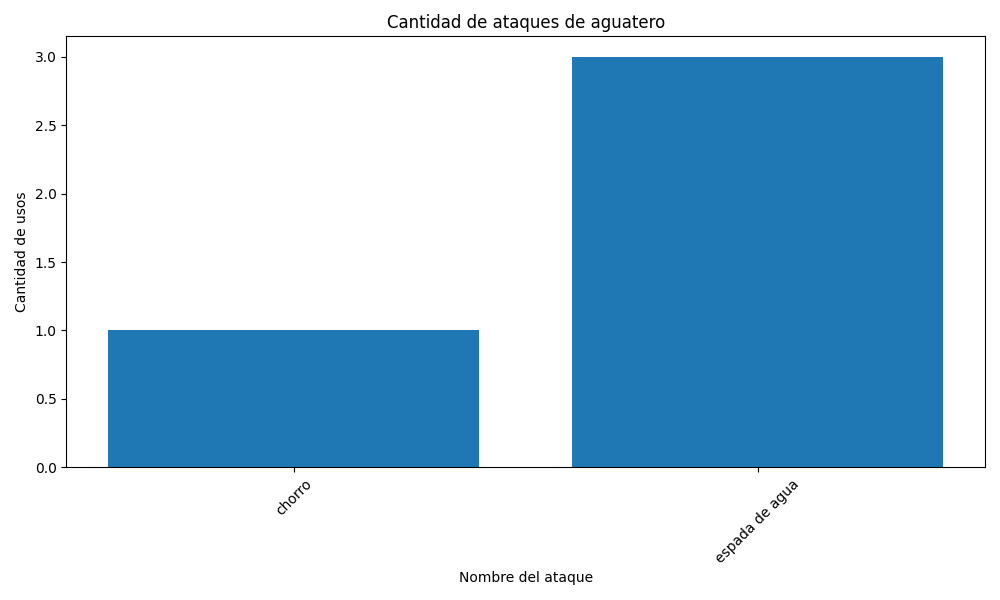 Cantidad de ataques de aguatero
Cantidad de usos
3.0
2.5
2.0
1.5
1.0
0.5
0.0
chorro
espada de agua
Nombre del ataque